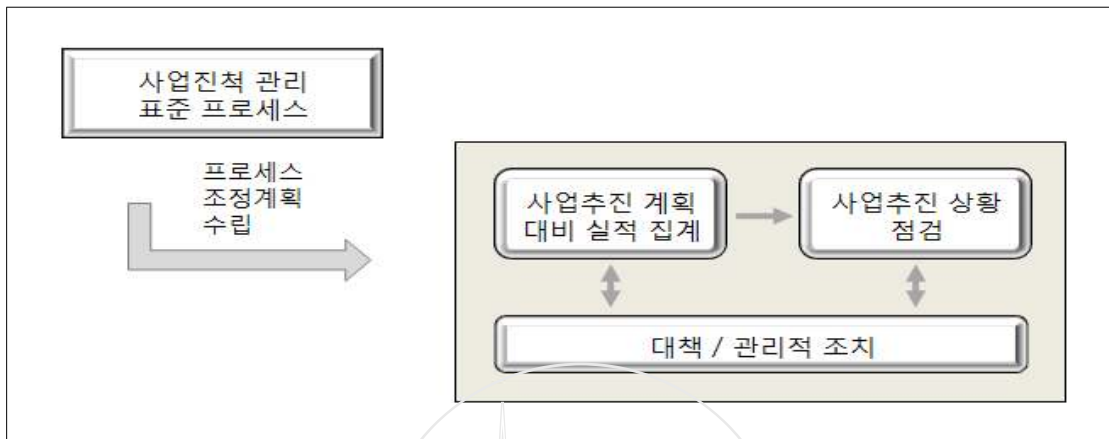 사업진척 관리
표준 프로세스
프로세스
조정계획
수립
사업추진 계획
대비 실적 집계
사업추진 상황
점검
대책 / 관리적 조치